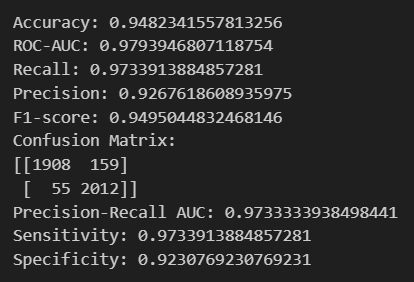 Accuracy: 0.9482341557813256
ROC-AUC: 0.9793946807118754
Recall: 0.9733913884857281
Precision: 0.9267618608935975
F1-score: 0.9495044832468146
Confusion Matrix:
[[1908  159]
 [  55 2012]]
Precision-Recall AUC: 0.9733333938498441
Sensitivity: 0.9733913884857281
Specificity: 0.9230769230769231